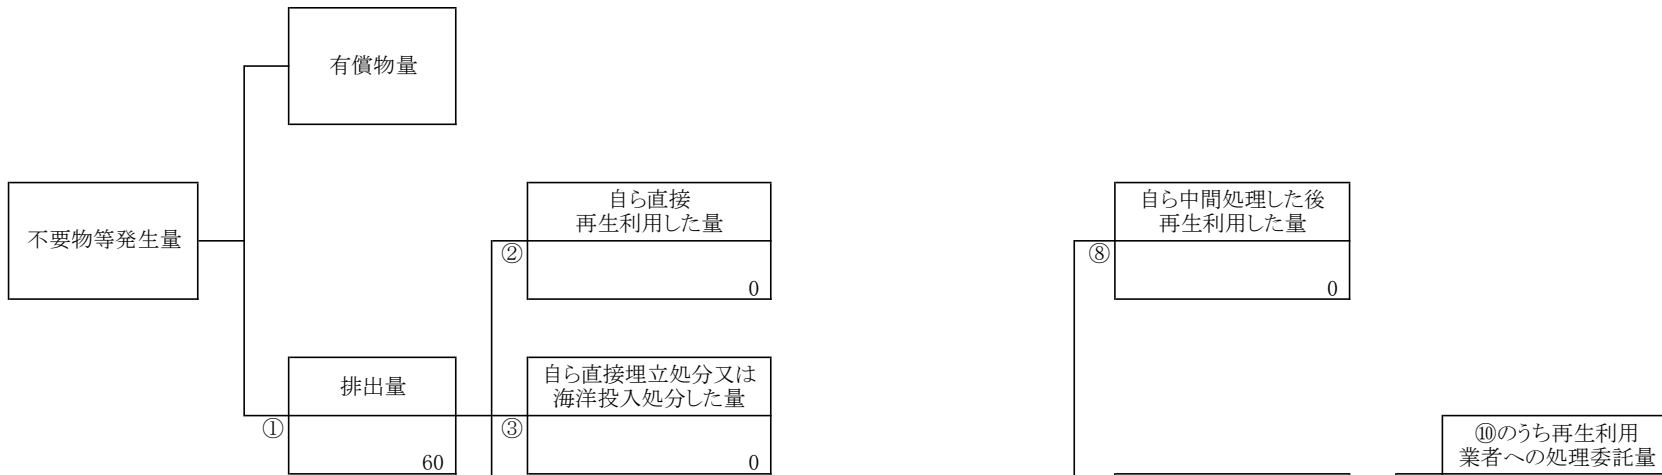 有償物量
不要物等発生量
自ら直接
再生利用した量
②
0
自ら中間処理した後
再生利用した量
⑧
0
排出量
①
60
自ら直接埋立処分又は
海洋投入処分した量
③
0
⑩のうち再生利用
業者への処理委託量